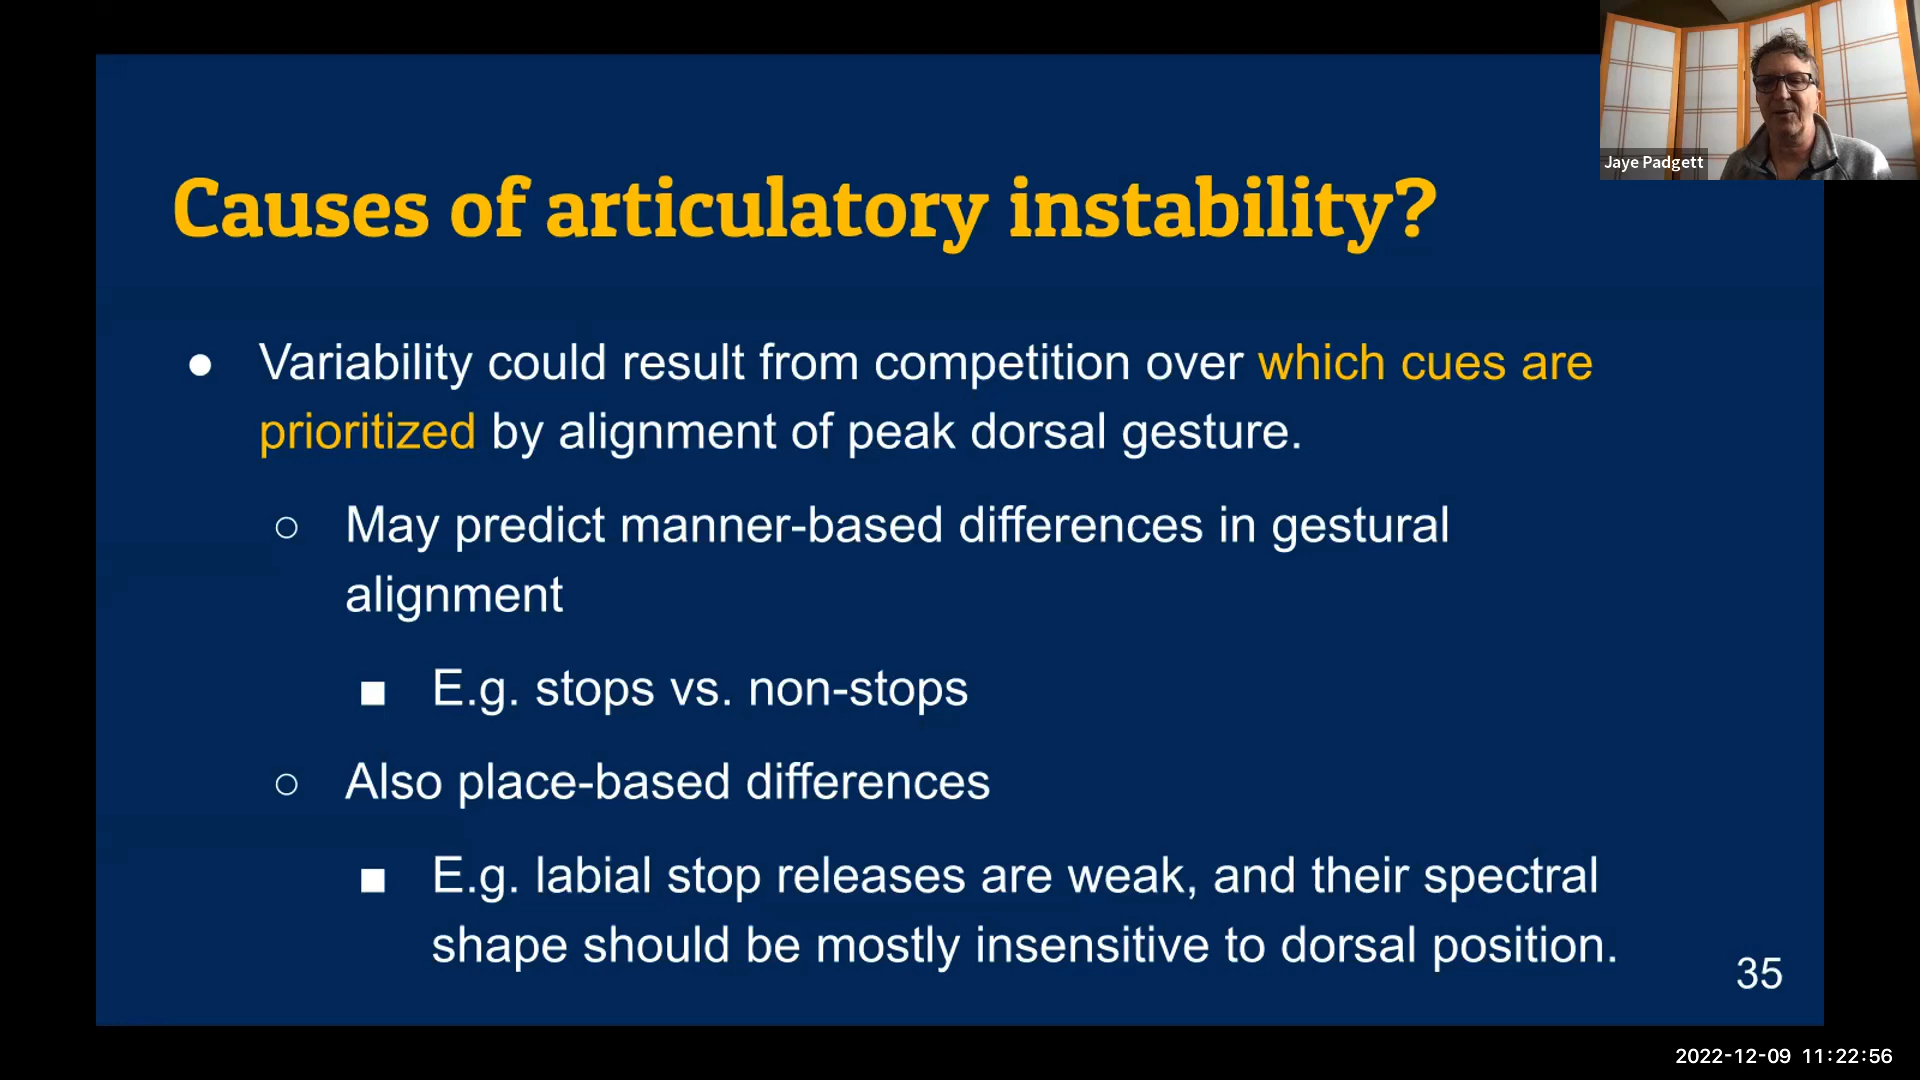 Jaye Padgett
Causes of articulatory instability?
● Variability could result from competition over which cues are
prioritized by alignment of peak dorsal gesture.
○ May predict manner-based differences in gestural
alignment
■ E.g. stops vs. non-stops
○ Also place-based differences
■ E.g. labial stop releases are weak, and their spectral
shape should be mostly insensitive to dorsal position.
35
2022-12-09 11:22:56